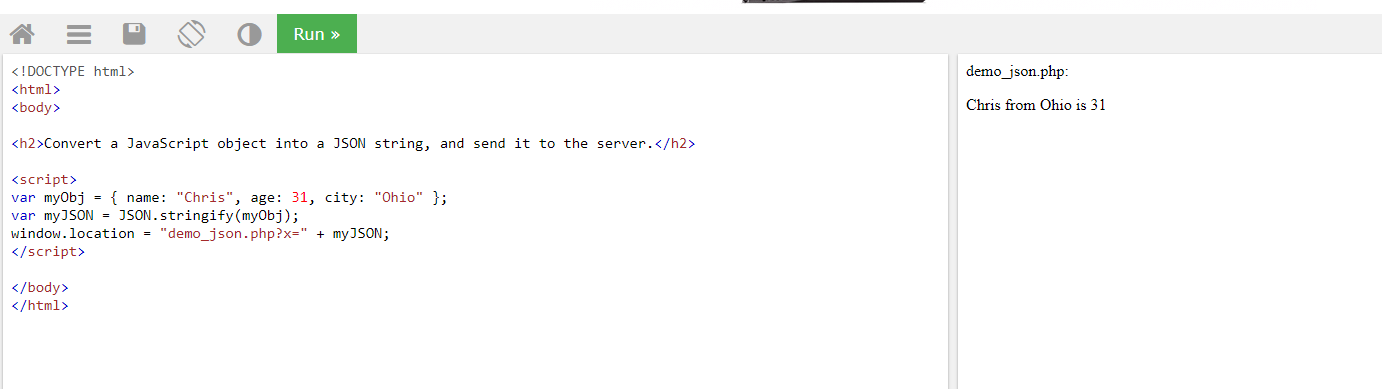 Run »
<!DOCTYPE html>
<html>
<body>
<h2>Convert a JavaScript object into a JSON string, and send it to the server.</h2>
<script>
var myObj = { name: "Chris", age: 31, city: "Ohio" };
var myJSON = JSON.stringify(myObj);
window.location = "demo_json.php?x=" + myJSON;
</script>
</body>
</html>
demo_json.php:
Chris from Ohio is 31